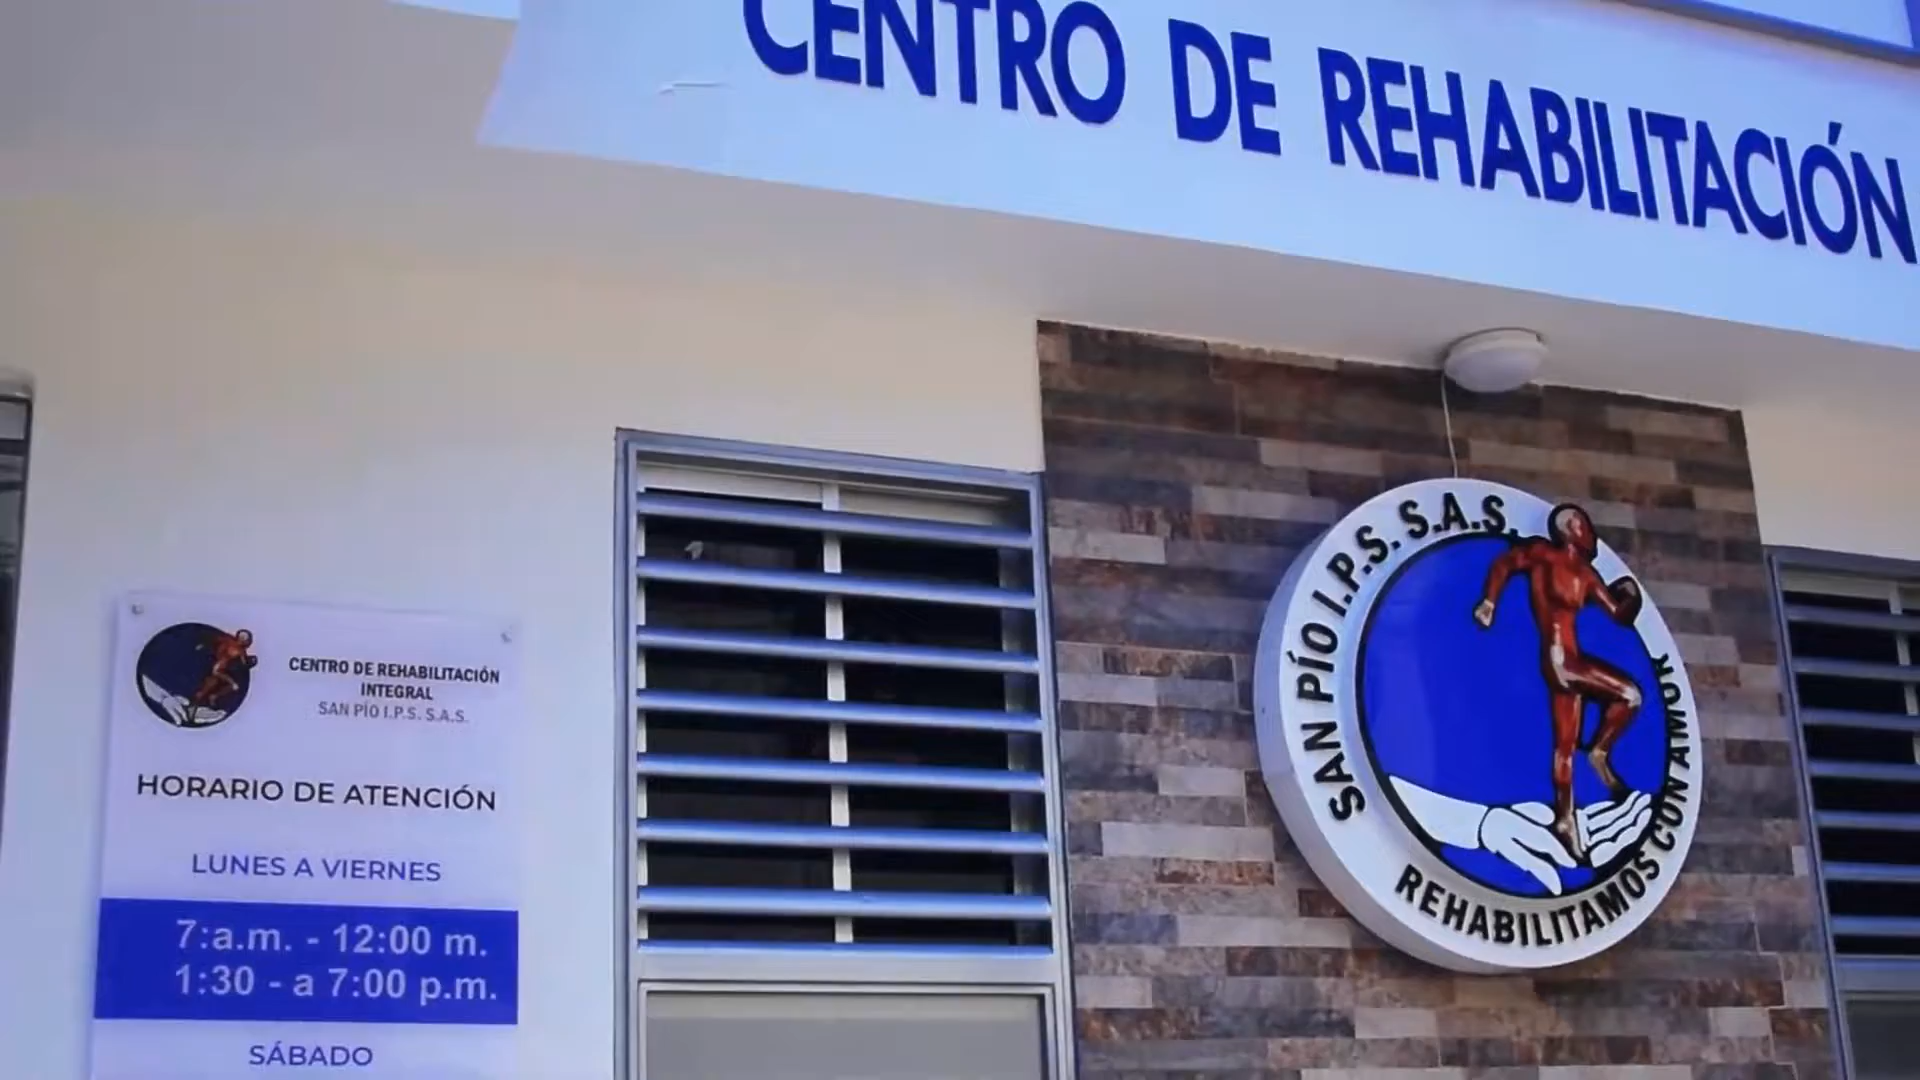 CENTRO DE REHABILITACIÓN
SAN PÍO I.P.S. S.A.S.
REHABILITAMOS CON AMOR
CENTRO DE REHABILITACIÓN
INTEGRAL
SAN PÍO I.P.S. S.A.S.
HORARIO DE ATENCIÓN
LUNES A VIERNES
7:a.m. - 12:00 m.
1:30 - a 7:00 p.m.
SÁBADO